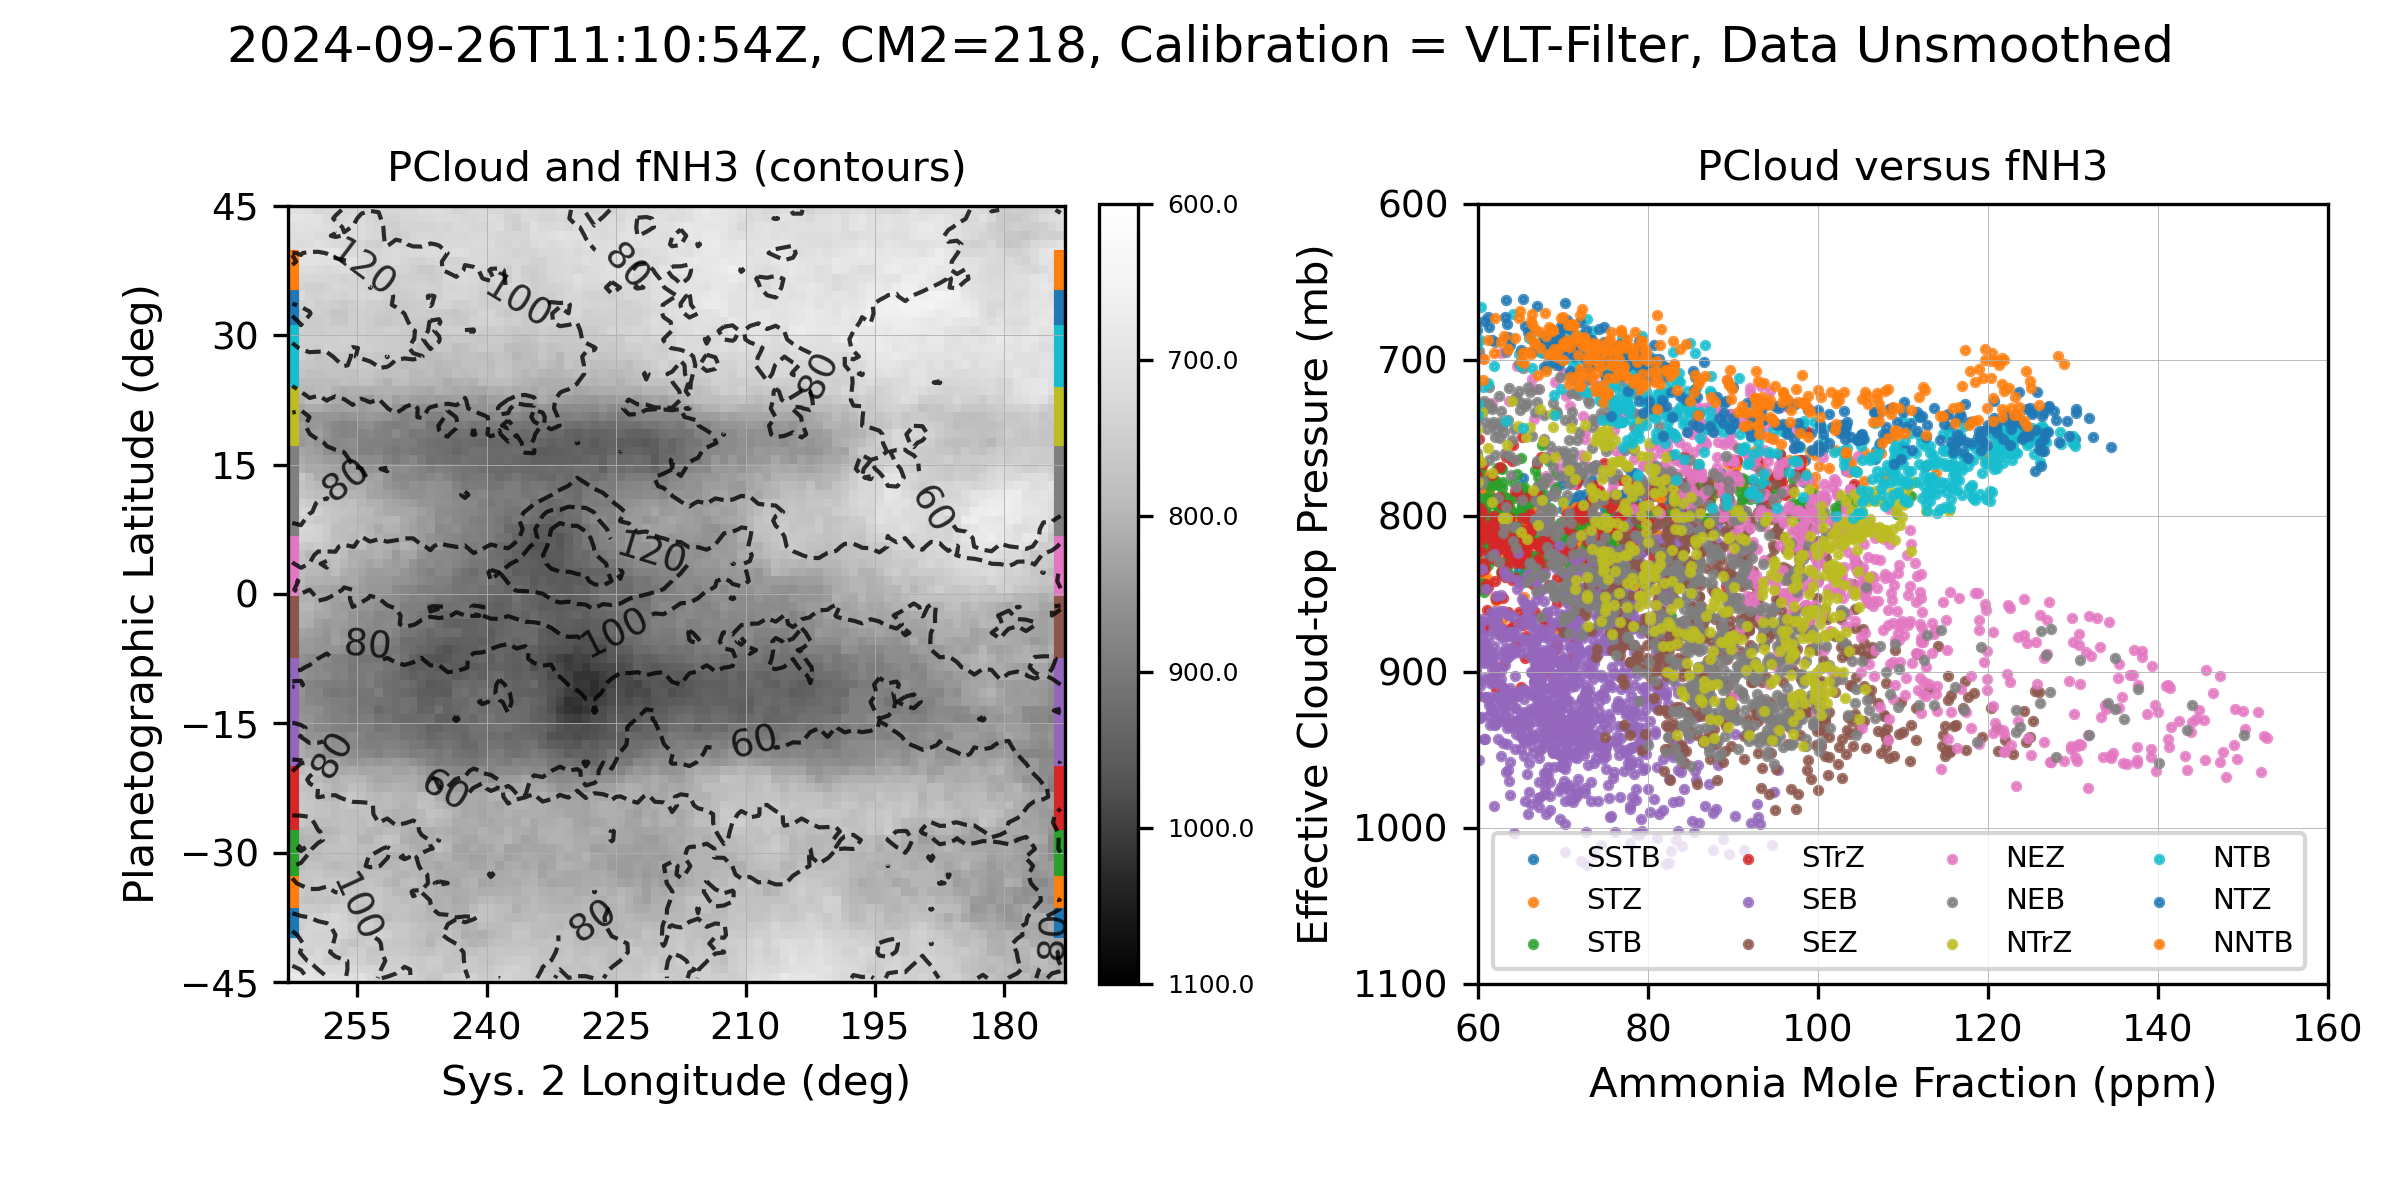 2024-09-26T11:10:54Z, CM2=218, Calibration = VLT-Filter, Data Unsmoothed
PCloud and fNH3 (contours)
45
30
15
0
−15
−30
−45
Planetographic Latitude (deg)
120
100
80
80
80
60
120
100
80
80
60
60
100
80
80
255
240
225
210
195
180
Sys. 2 Longitude (deg)
600.0
700.0
800.0
900.0
1000.0
1100.0
PCloud versus fNH3
600
700
800
900
1000
1100
Effective Cloud-top Pressure (mb)
SSTB
STZ
STB
STrZ
SEB
SEZ
NEZ
NEB
NTrZ
NTB
NTZ
NNTB
60
80
100
120
140
160
Ammonia Mole Fraction (ppm)